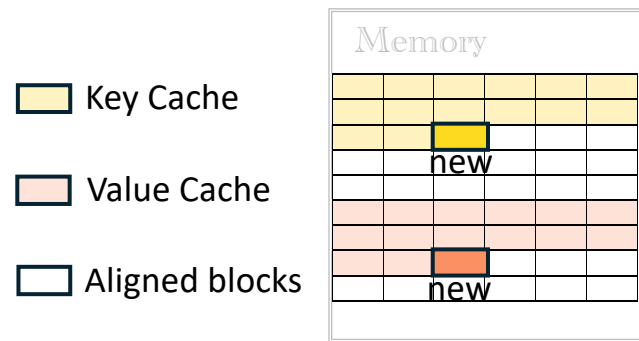 Memory
Key Cache
new
Value Cache
Aligned blocks
new